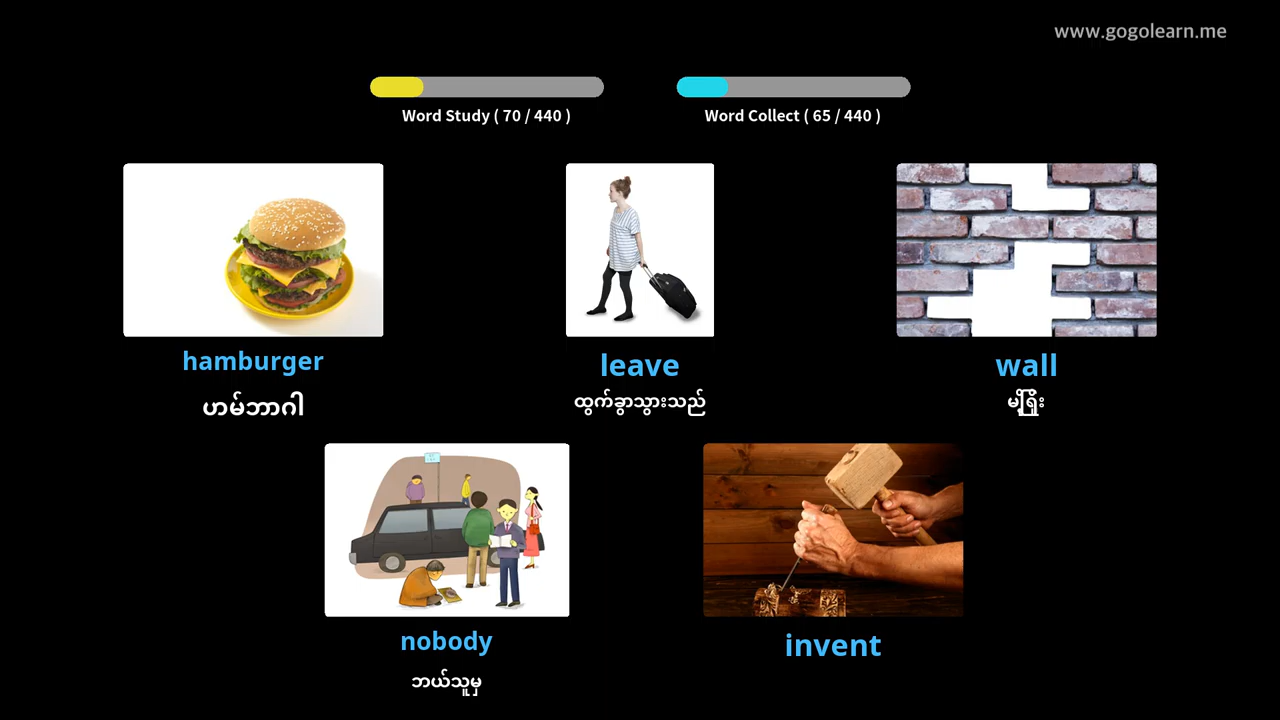 www.gogolearn.me
Word Study ( 70 / 440 )
Word Collect ( 65 / 440 )
hamburger
ဟမ်ဘာဂါ
leave
ထွက်ခွာသွားသည်
wall
nobody
ဘယ်သူမှ
invent